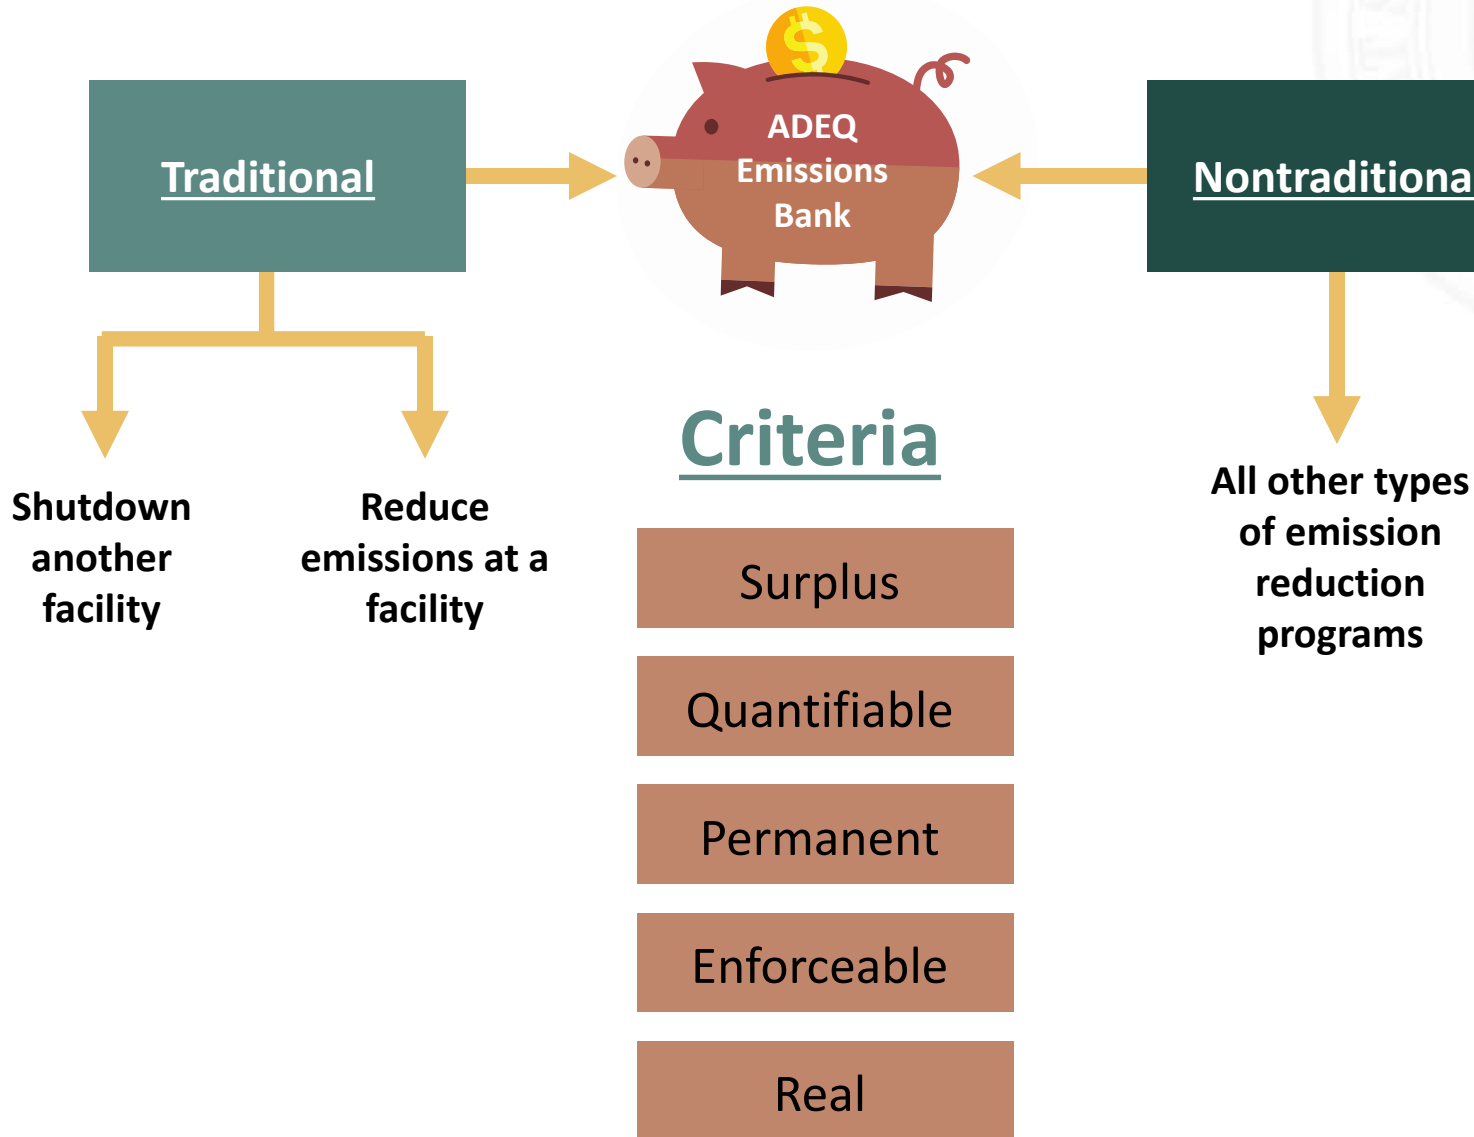 $
ADEQ
Emissions
Bank
Traditional
Nontraditiona
Shutdown
another
facility
Reduce
emissions at a
facility
Criteria
Surplus
Quantifiable
Permanent
Enforceable
Real
All other types
of emission
reduction
programs